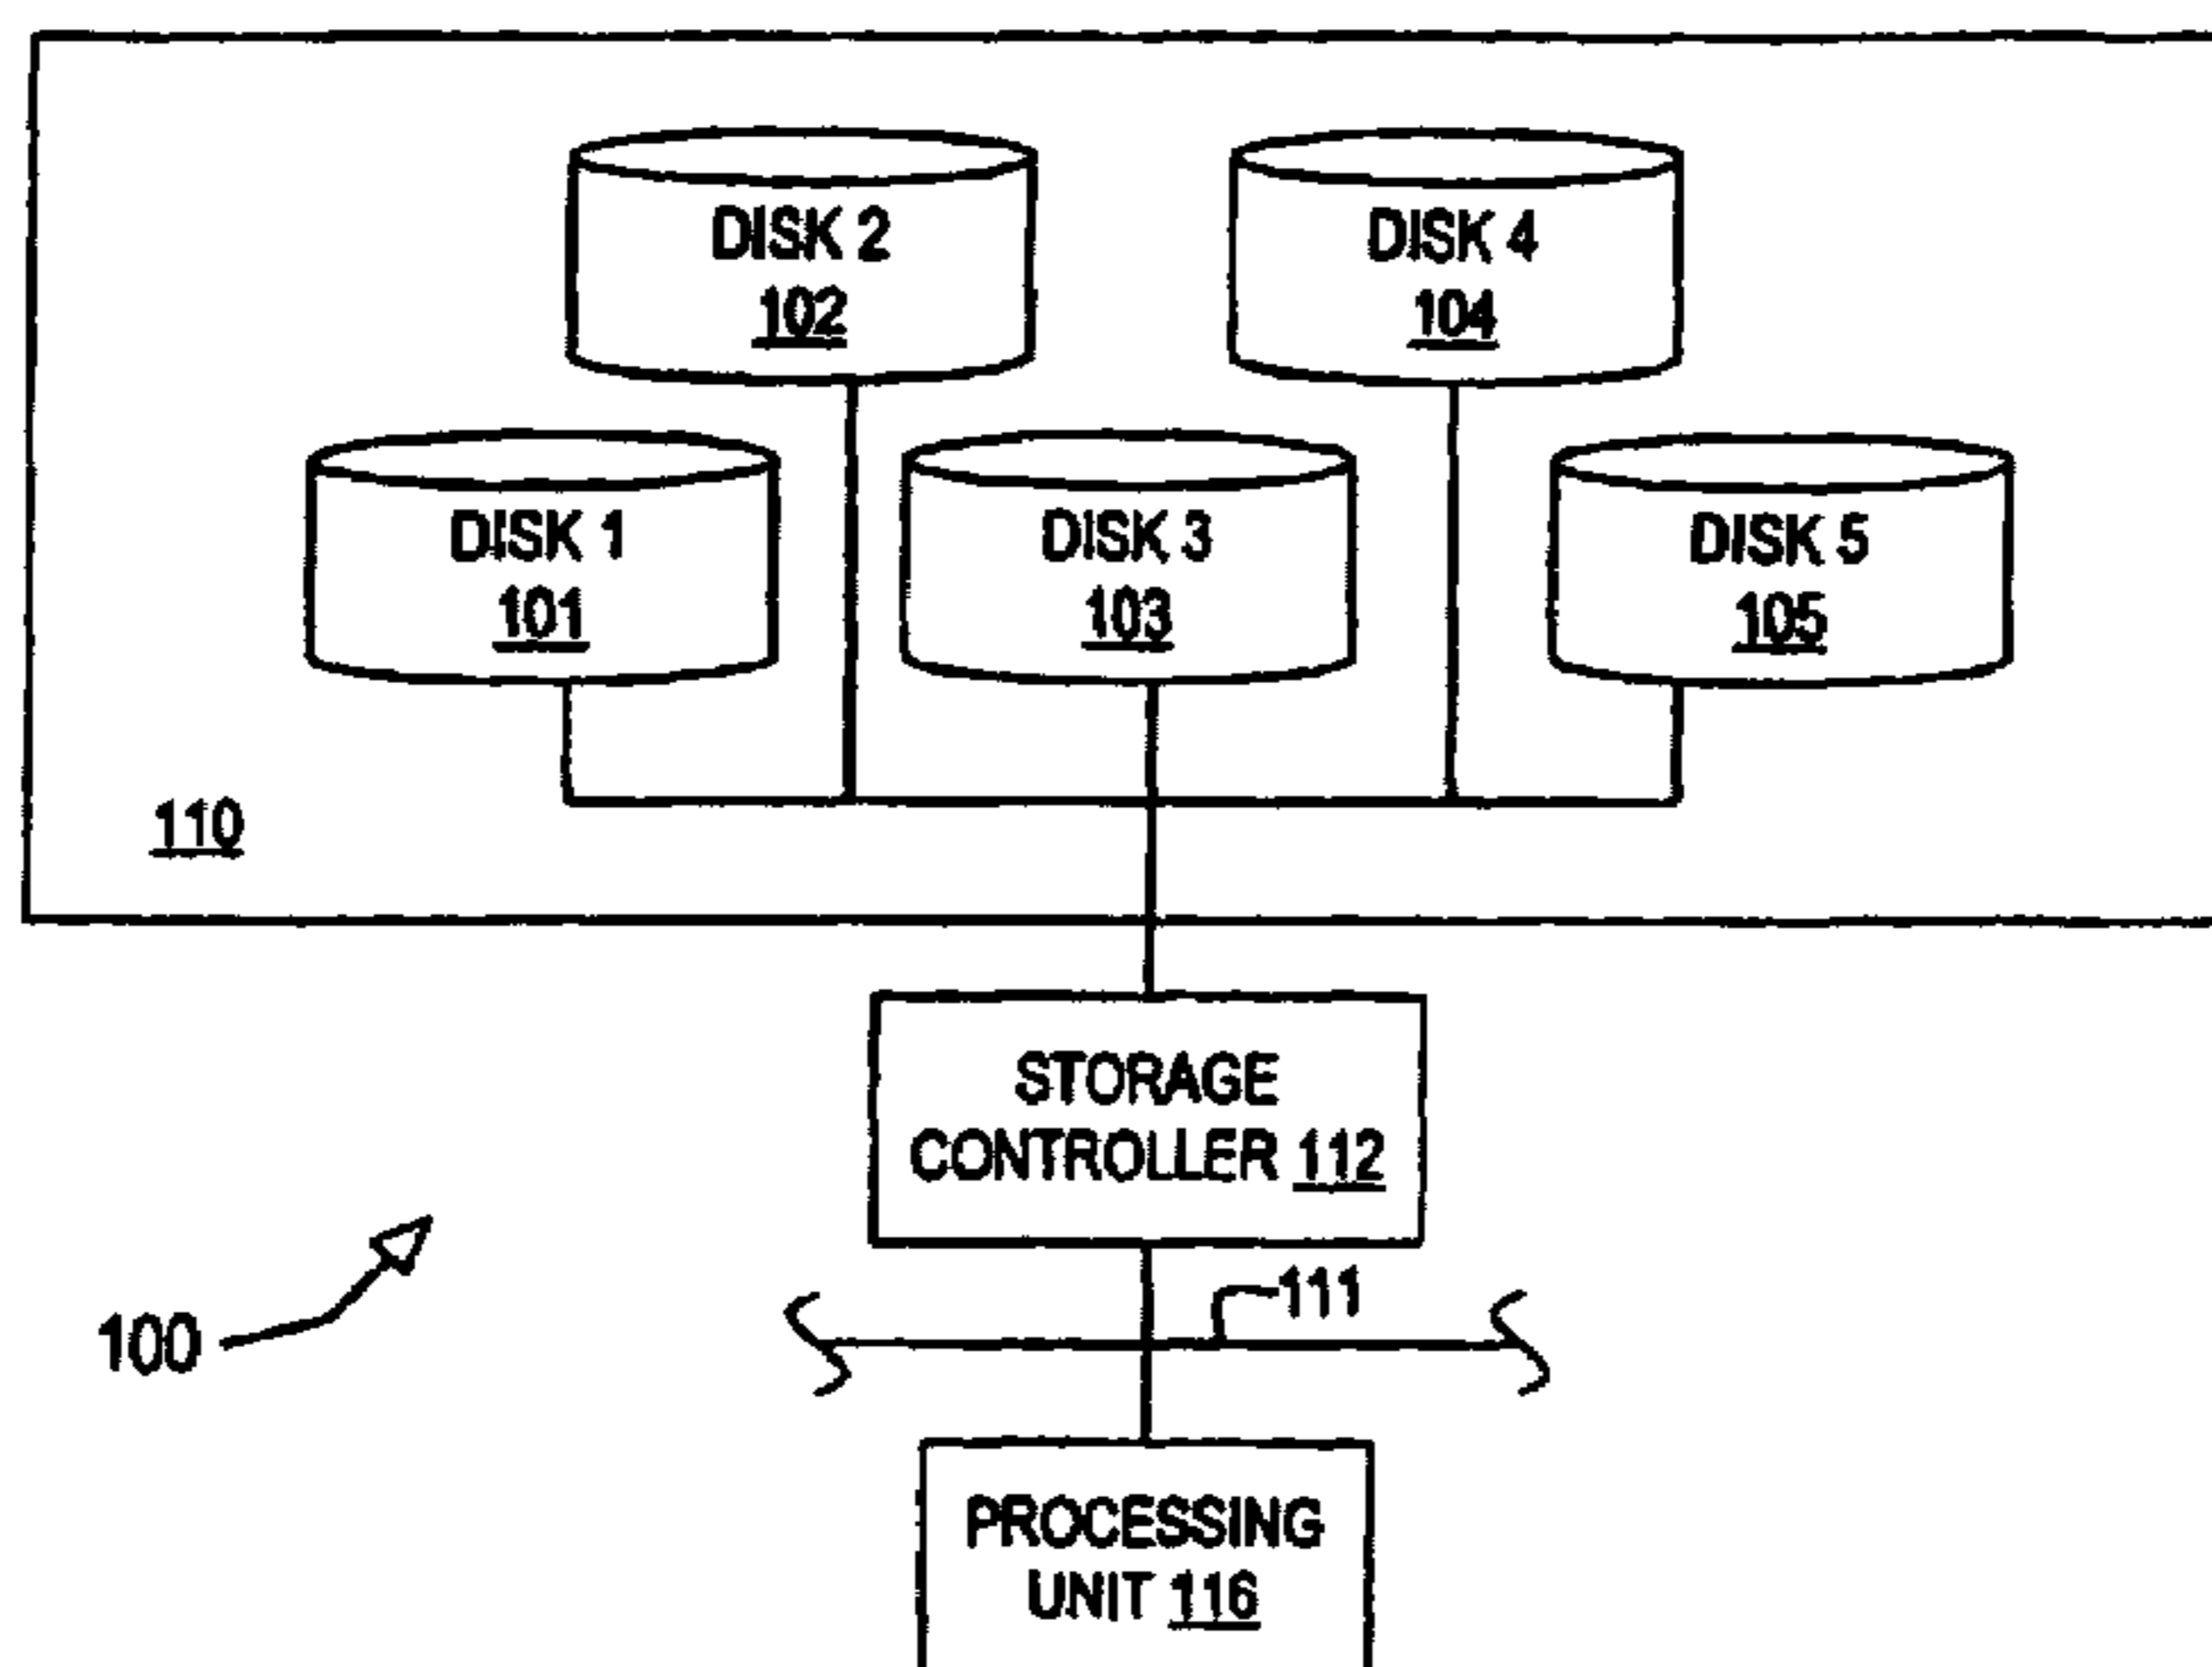 DISK 2
102
DISK 4
104
DISK 1
101
DISK 3
103
DISK 5
105
110
STORAGE
CONTROLLER 112
111
100
PROCESSING
UNIT 116